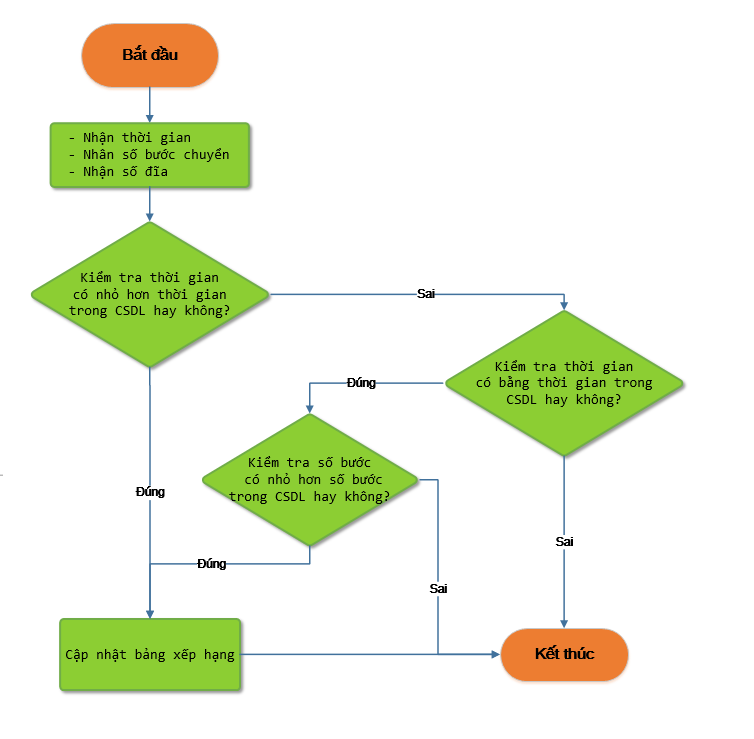 Bắt đầu
- Nhận thời gian
- Nhân số bước chuyển
- Nhận số đĩa
Kiểm tra thời gian
có nhỏ hơn thời gian
trong CSDL hay không?
Sai
Kiểm tra thời gian
có bằng thời gian trong
CSDL hay không?
Đúng
Kiểm tra số bước
có nhỏ hơn số bước
trong CSDL hay không?
Đúng
Sai
Đúng
Sai
Cập nhật bảng xếp hạng
Kết thúc